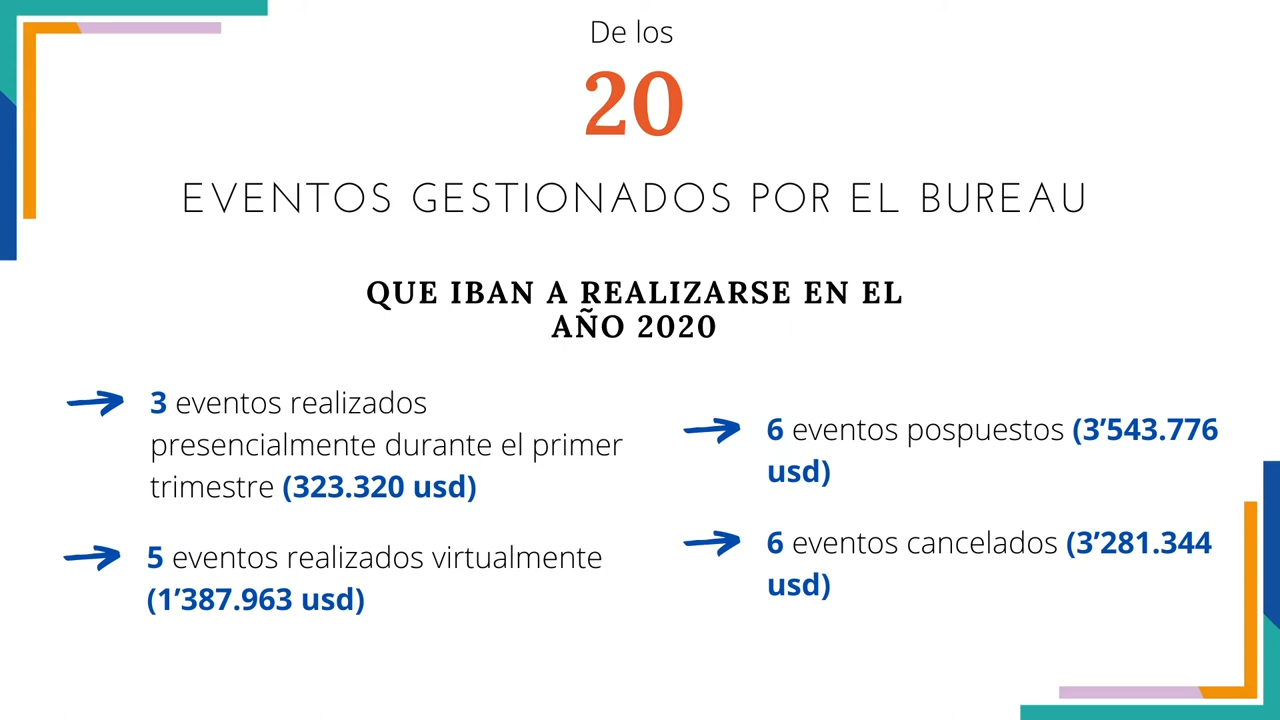 De los
20
EVENTOS GESTIONADOS POR EL BUREAU
QUE IBAN A REALIZARSE EN EL
AÑO 2020
3 eventos realizados
presencialmente durante el primer
trimestre (323.320 usd)
5 eventos realizados virtualmente
(1’387.963 usd)
6 eventos pospuestos (3’543.776
usd)
6 eventos cancelados (3’281.344
usd)